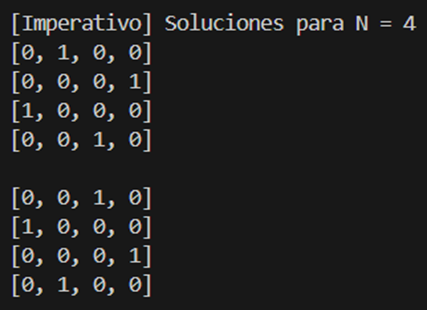 [Imperativo] Soluciones para N = 4
[0, 1, 0, 0]
[0, 0, 0, 1]
[1, 0, 0, 0]
[0, 0, 1, 0]

[0, 0, 1, 0]
[1, 0, 0, 0]
[0, 0, 0, 1]
[0, 1, 0, 0]